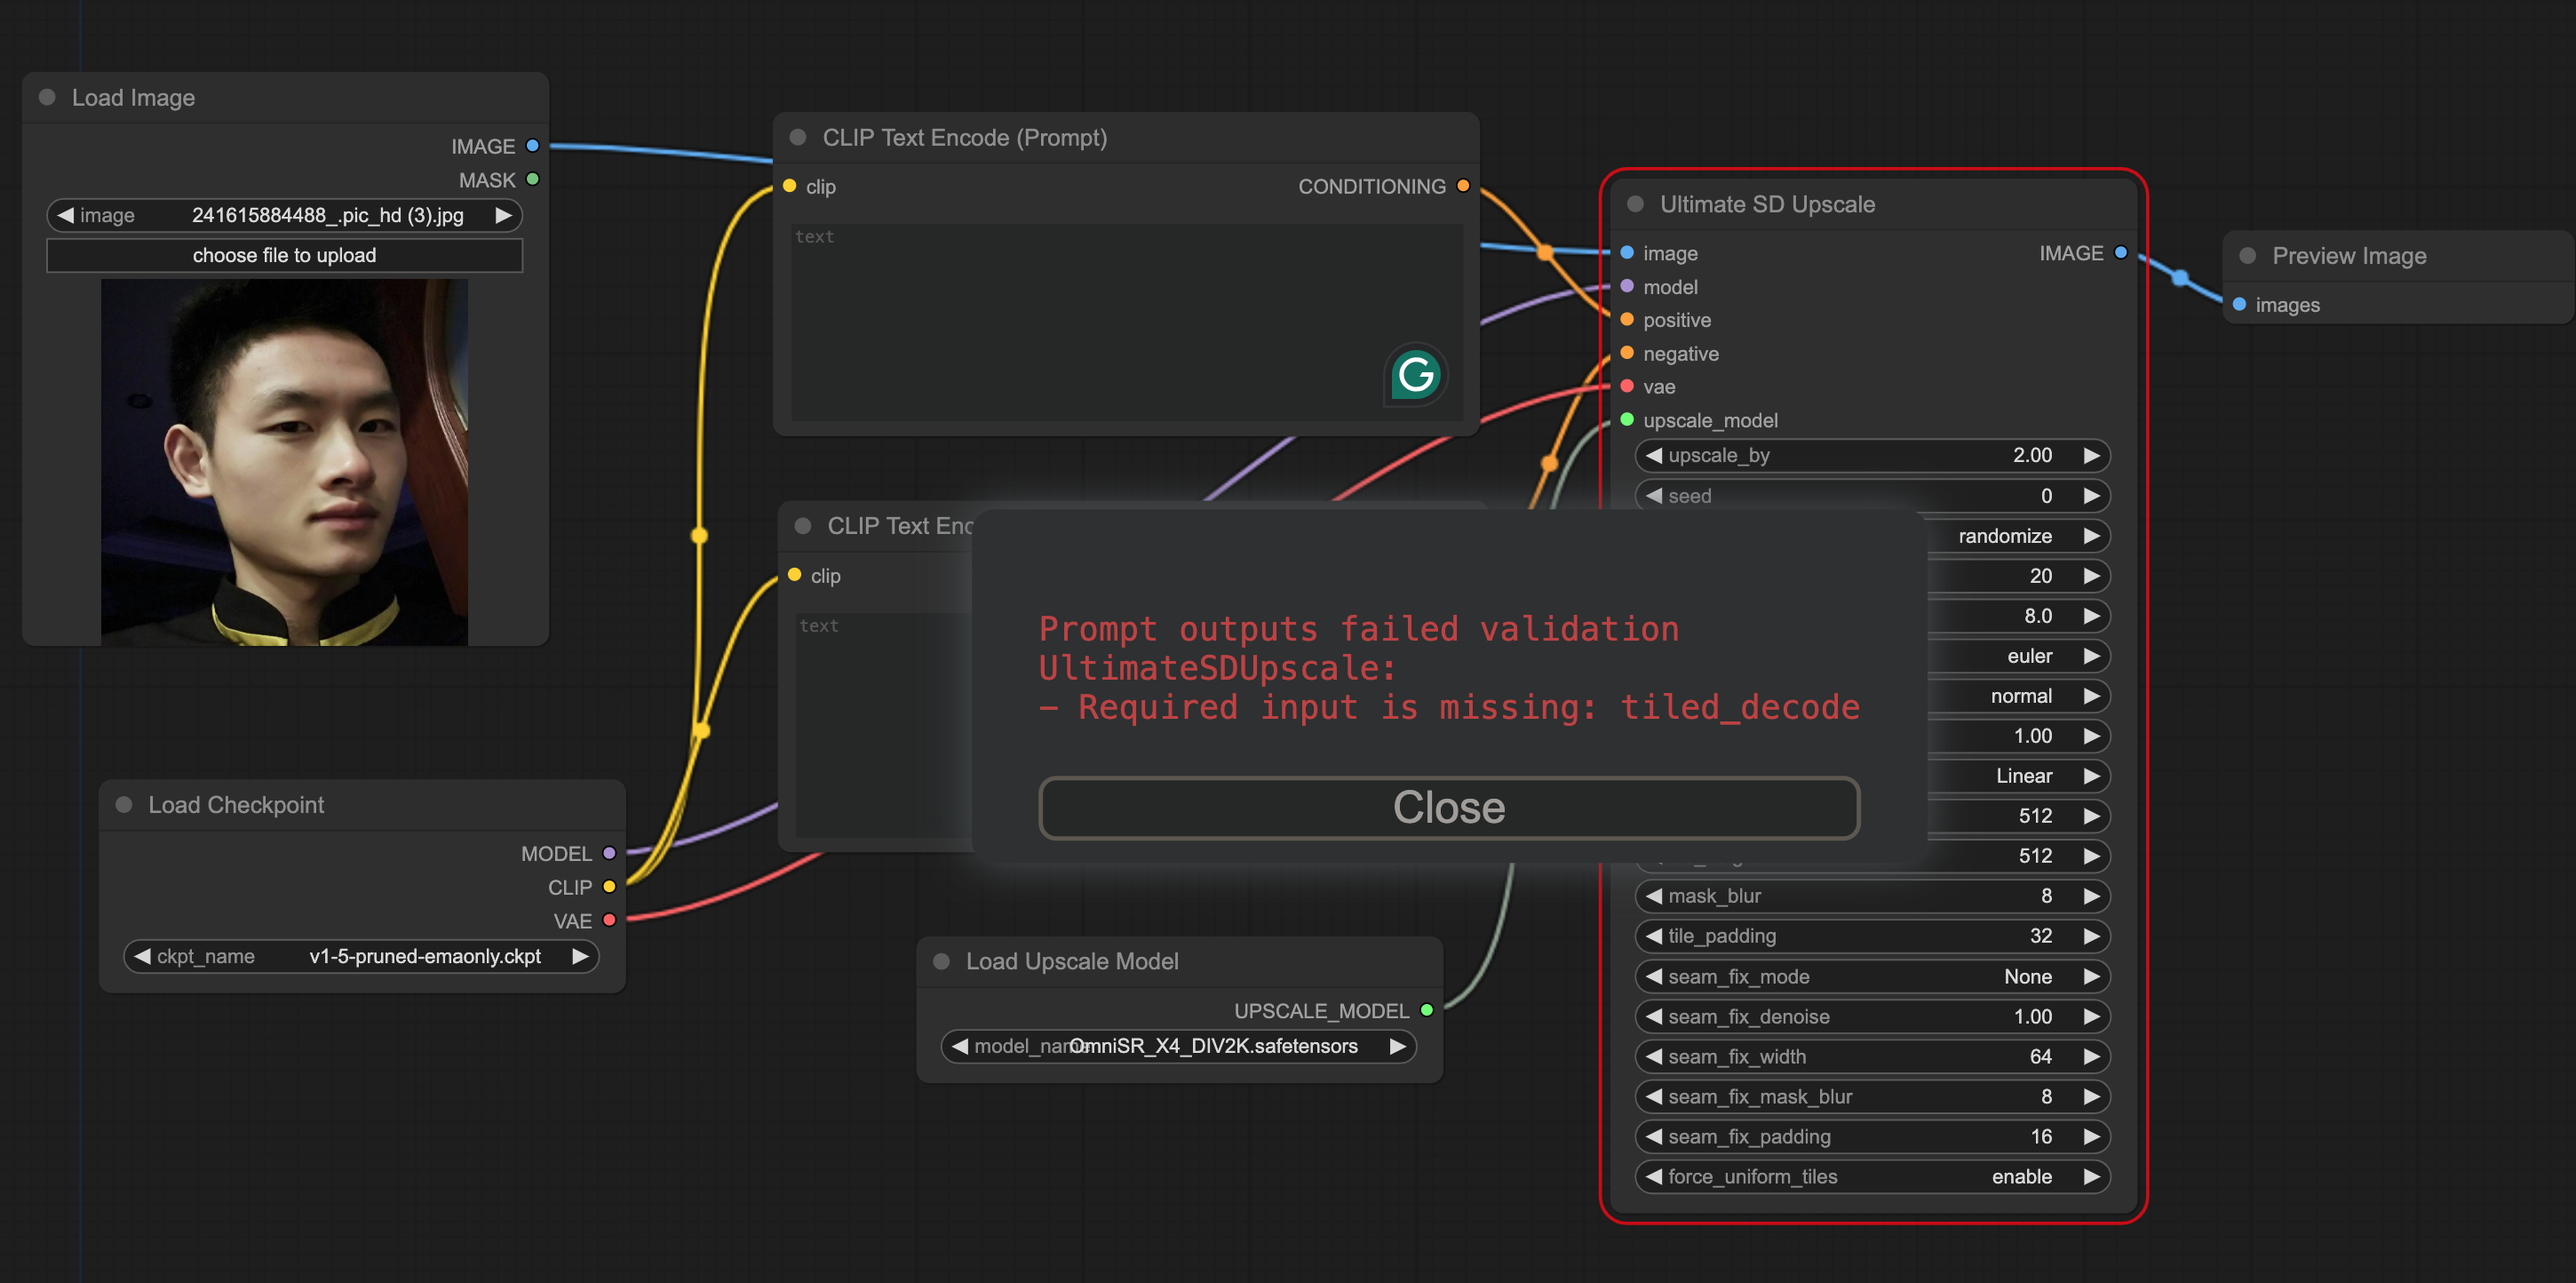 Load Image
IMAGE
MASK
image 241615884488_.pic_hd (3).jpg
choose file to upload
CLIP Text Encode (Prompt)
clip CONDITIONING
text
CLIP Text Enc
clip
text
Load Checkpoint
MODEL
CLIP
VAE
ckpt_name v1-5-pruned-emaonly.ckpt
Load Upscale Model
UPSCALE_MODEL
model_name OmniSR_X4_DIV2K.safetensors
Prompt outputs failed validation
UltimateSDUpscale:
- Required input is missing: tiled_decode
Close
Ultimate SD Upscale
image IMAGE
model
positive
negative
vae
upscale_model
upscale_by 2.00
seed 0
randomize
20
8.0
euler
normal
1.00
Linear
512
512
mask_blur 8
tile_padding 32
seam_fix_mode None
seam_fix_denoise 1.00
seam_fix_width 64
seam_fix_mask_blur 8
seam_fix_padding 16
force_uniform_tiles enable
Preview Image
images